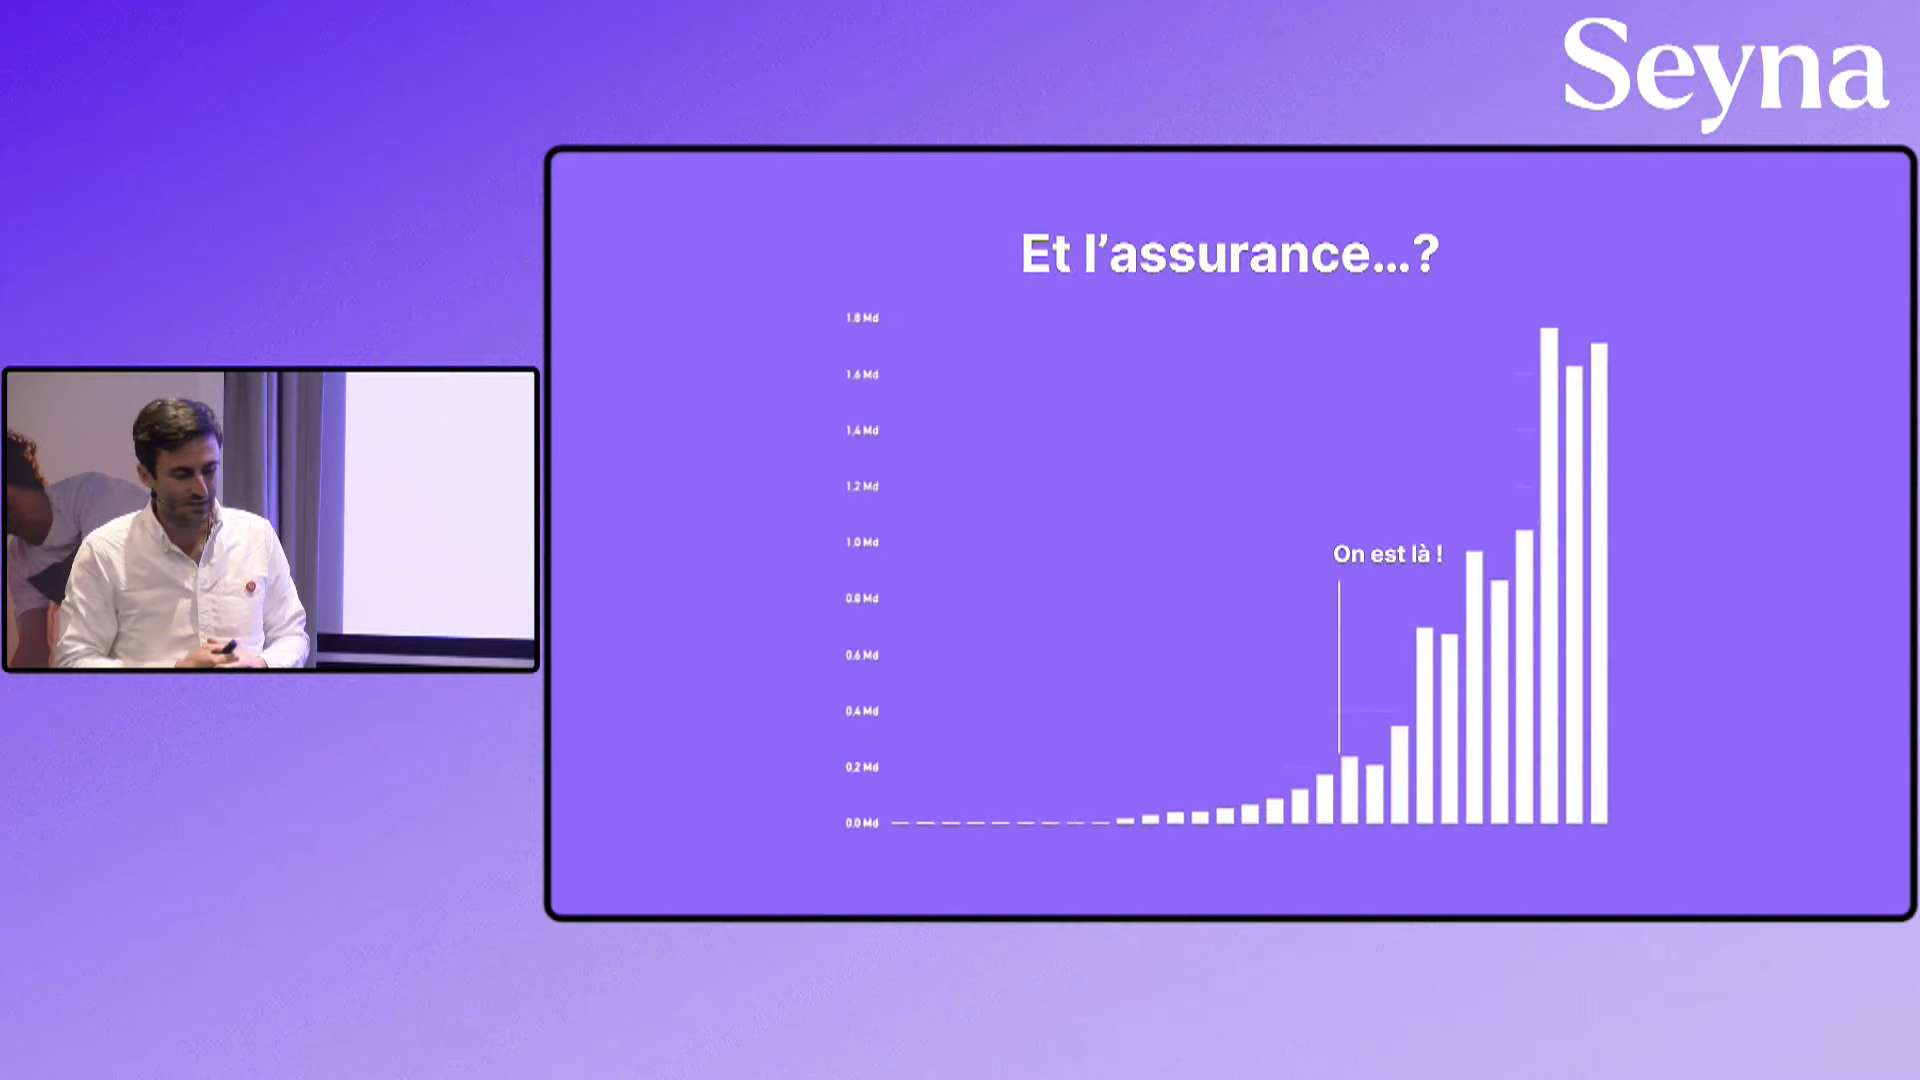 Seyna
Et l’assurance...?
1.8 Md
1.6 Md
1.4 Md
1.2 Md
1.0 Md
On est là !
0.8 Md
0.6 Md
0.4 Md
0.2 Md
0.0 Md